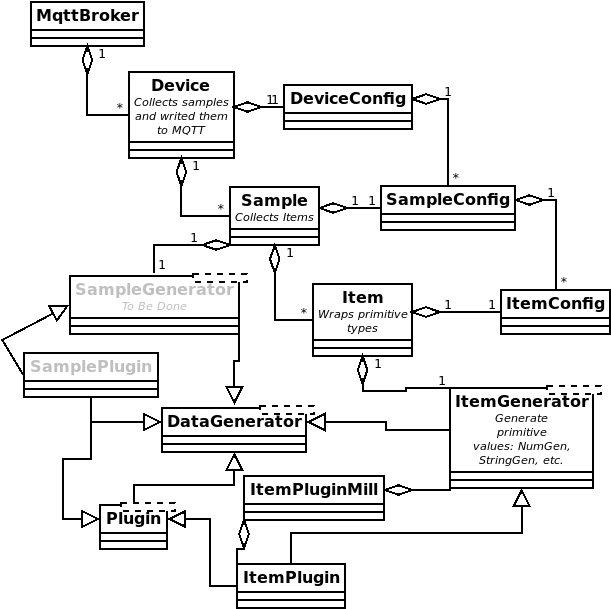 MqttBroker
1
*
Device
Collects samples
and writed them
to MQTT
11
DeviceConfig
1
*
1
*
Sample
Collects Items
1 1
SampleConfig
1
*
1
1
SampleGenerator
To Be Done
1
*
Item
Wraps primitive
types
1 1
ItemConfig
SamplePlugin
1
1
ItemGenerator
Generate
primitive
values: NumGen,
StringGen, etc.
DataGenerator
ItemPluginMill
Plugin
ItemPlugin